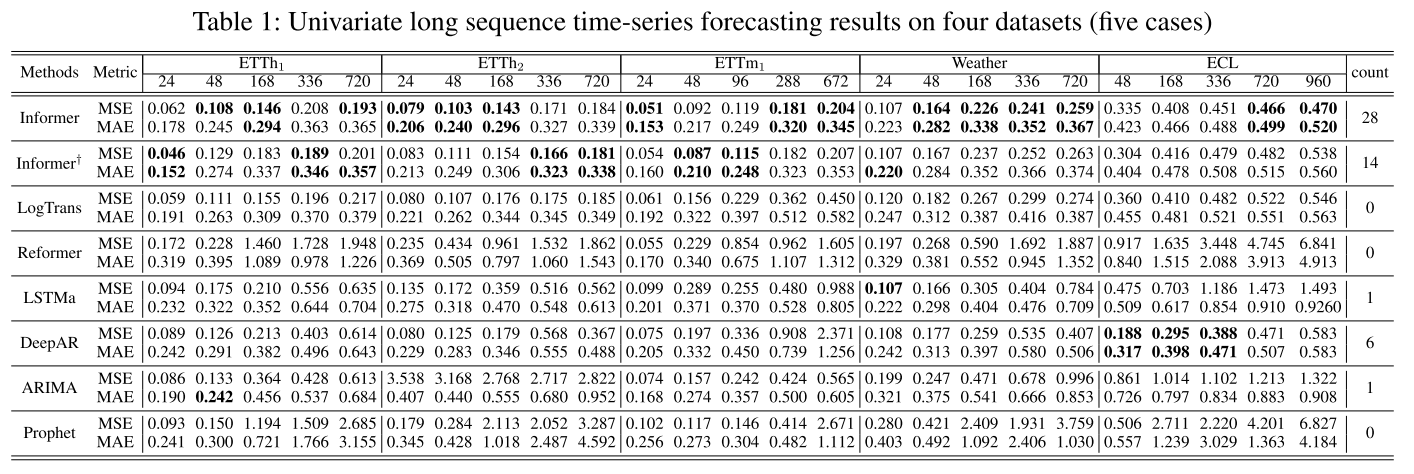 Table 1: Univariate long sequence time-series forecasting results on four datasets (five cases)
Methods Metric ETTh1 ETTh2 ETTm1 Weather ECL count
24 48 168 336 720 24 48 168 336 720 24 48 96 288 672 24 48 168 336 720 48 168 336 720 960
Informer MSE 0.062 0.108 0.146 0.208 0.193 0.079 0.103 0.143 0.171 0.184 0.051 0.092 0.119 0.181 0.204 0.107 0.164 0.226 0.241 0.259 0.335 0.408 0.451 0.466 0.470 28
MAE 0.178 0.245 0.294 0.363 0.365 0.206 0.240 0.296 0.327 0.339 0.153 0.217 0.249 0.320 0.345 0.223 0.282 0.338 0.352 0.367 0.423 0.466 0.488 0.499 0.520
Informer† MSE 0.046 0.129 0.183 0.189 0.201 0.083 0.111 0.154 0.166 0.181 0.054 0.087 0.115 0.182 0.207 0.107 0.167 0.237 0.252 0.263 0.304 0.416 0.479 0.482 0.538 14
MAE 0.152 0.274 0.337 0.346 0.357 0.213 0.249 0.306 0.323 0.338 0.160 0.210 0.248 0.323 0.353 0.220 0.284 0.352 0.366 0.374 0.404 0.478 0.508 0.515 0.560
LogTrans MSE 0.059 0.111 0.155 0.196 0.217 0.080 0.107 0.176 0.175 0.185 0.061 0.156 0.229 0.362 0.450 0.120 0.182 0.267 0.299 0.274 0.360 0.410 0.482 0.522 0.546 0
MAE 0.191 0.263 0.309 0.370 0.379 0.221 0.262 0.344 0.345 0.349 0.192 0.322 0.397 0.512 0.582 0.247 0.312 0.387 0.416 0.387 0.455 0.481 0.521 0.551 0.563
Reformer MSE 0.172 0.228 1.460 1.728 1.948 0.235 0.434 0.961 1.532 1.862 0.055 0.229 0.854 0.962 1.605 0.197 0.268 0.590 1.692 1.887 0.917 1.635 3.448 4.745 6.841 0
MAE 0.319 0.395 1.089 0.978 1.226 0.369 0.505 0.797 1.060 1.543 0.170 0.340 0.675 1.107 1.312 0.329 0.381 0.552 0.945 1.352 0.840 1.515 2.088 3.913 4.913
LSTMa MSE 0.094 0.175 0.210 0.556 0.635 0.135 0.172 0.359 0.516 0.562 0.099 0.289 0.255 0.480 0.988 0.107 0.166 0.305 0.404 0.784 0.475 0.703 1.186 1.473 1.493 1
MAE 0.232 0.322 0.352 0.644 0.704 0.275 0.318 0.470 0.548 0.613 0.201 0.371 0.370 0.528 0.805 0.222 0.298 0.404 0.476 0.709 0.509 0.617 0.854 0.910 0.9260
DeepAR MSE 0.089 0.126 0.213 0.403 0.614 0.080 0.125 0.179 0.568 0.367 0.075 0.197 0.336 0.908 2.371 0.108 0.177 0.259 0.535 0.407 0.188 0.295 0.388 0.471 0.583 6
MAE 0.242 0.291 0.382 0.496 0.643 0.229 0.283 0.346 0.555 0.488 0.205 0.332 0.450 0.739 1.256 0.242 0.313 0.397 0.580 0.506 0.317 0.398 0.471 0.507 0.583
ARIMA MSE 0.086 0.133 0.364 0.428 0.613 3.538 3.168 2.768 2.717 2.822 0.074 0.157 0.242 0.424 0.565 0.199 0.247 0.471 0.678 0.996 0.861 1.014 1.102 1.213 1.322 1
MAE 0.190 0.242 0.456 0.537 0.684 0.407 0.440 0.555 0.680 0.952 0.168 0.274 0.357 0.500 0.605 0.321 0.375 0.541 0.666 0.853 0.726 0.797 0.834 0.883 0.908
Prophet MSE 0.093 0.150 1.194 1.509 2.685 0.179 0.284 2.113 2.052 3.287 0.102 0.117 0.146 0.414 2.671 0.280 0.421 2.409 1.931 3.759 0.506 2.711 2.220 4.201 6.827 0
MAE 0.241 0.300 0.721 1.766 3.155 0.345 0.428 1.018 2.487 4.592 0.256 0.273 0.304 0.482 1.112 0.403 0.492 1.092 2.406 1.030 0.557 1.239 3.029 1.363 4.184